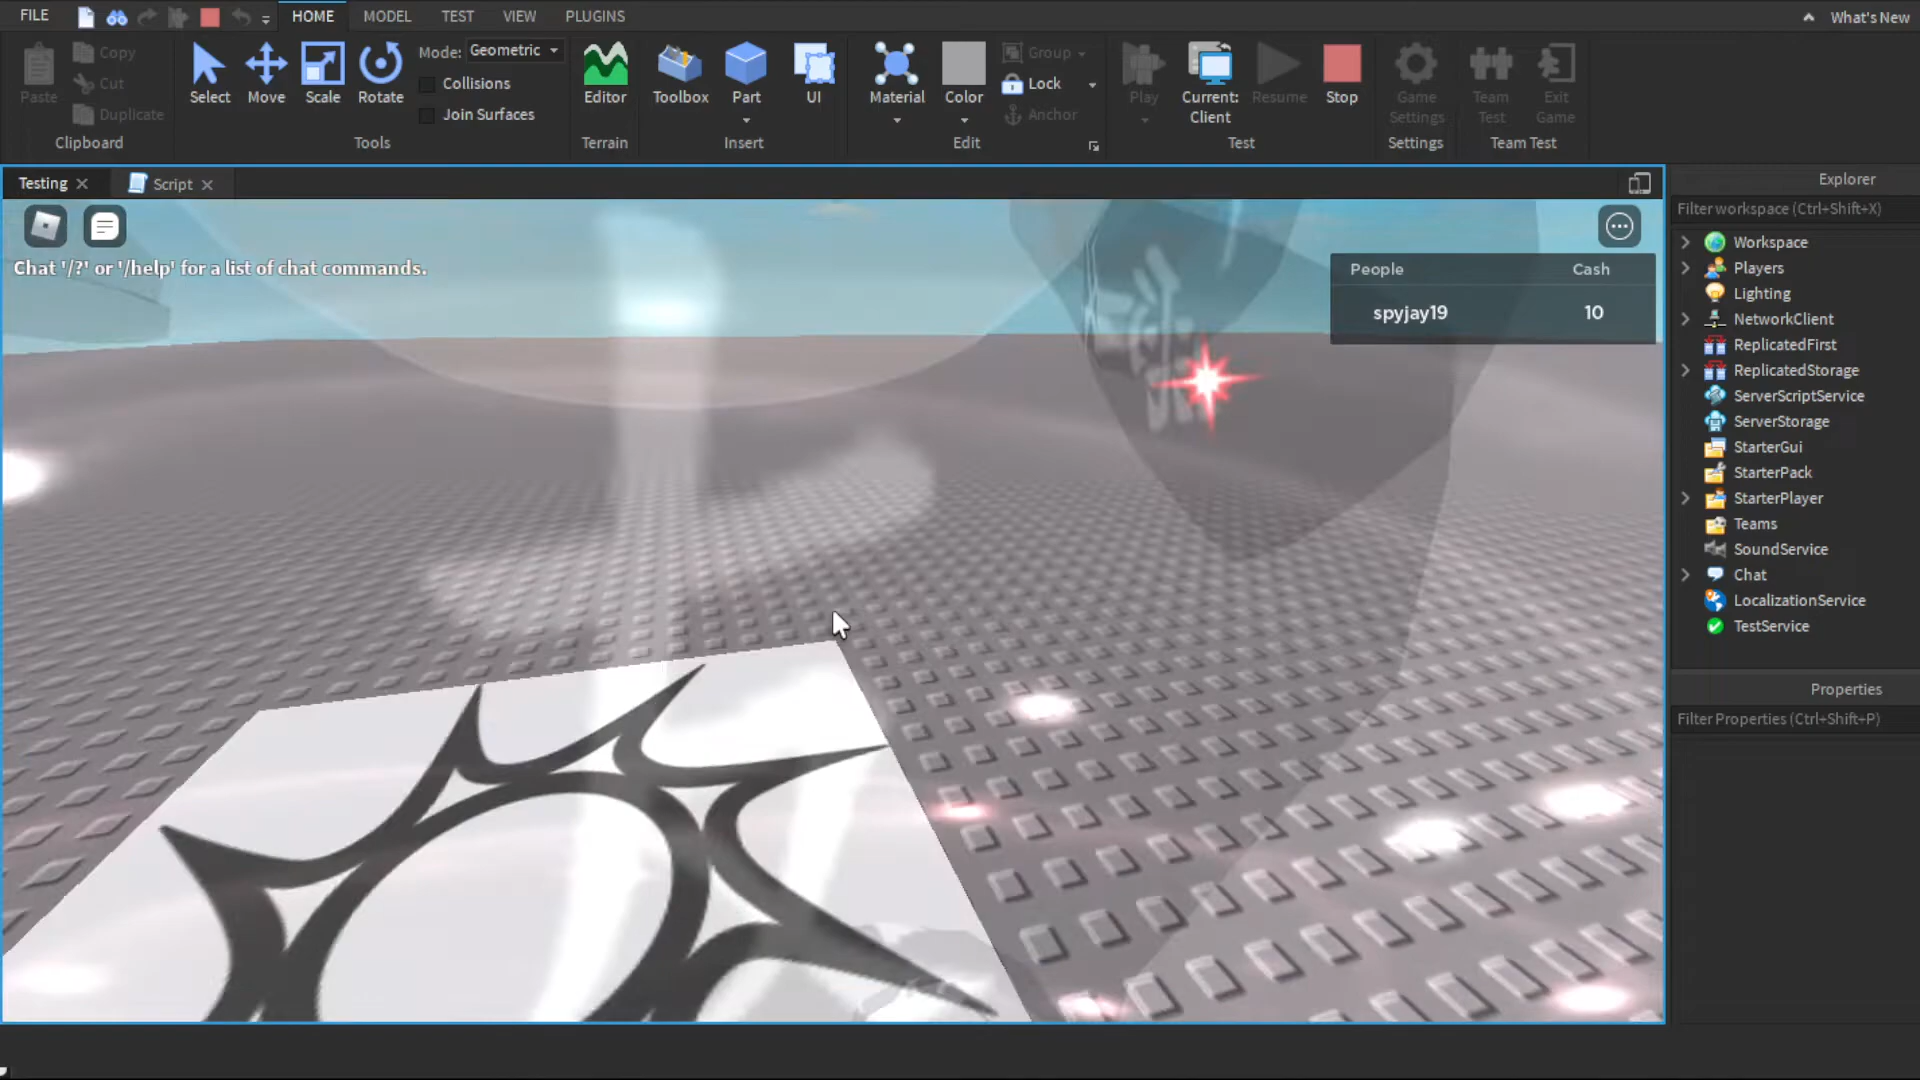 FILE HOME MODEL TEST VIEW PLUGINS What's New
Paste Copy Cut Duplicate
Clipboard
Select Move Scale Rotate
Mode: Geometric
Collisions
Join Surfaces
Tools
Editor
Terrain
Toolbox Part UI
Insert
Material Color
Group
Lock
Anchor
Edit
Play Current: Client Resume Stop
Test
Game Settings
Settings
Team Test Exit Game
Team Test
Testing Script
Chat '/?' or '/help' for a list of chat commands.
People Cash
spyjay19 10
Explorer
Filter workspace (Ctrl+Shift+X)
Workspace
Players
Lighting
NetworkClient
ReplicatedFirst
ReplicatedStorage
ServerScriptService
ServerStorage
StarterGui
StarterPack
StarterPlayer
Teams
SoundService
Chat
LocalizationService
TestService
Properties
Filter Properties (Ctrl+Shift+P)